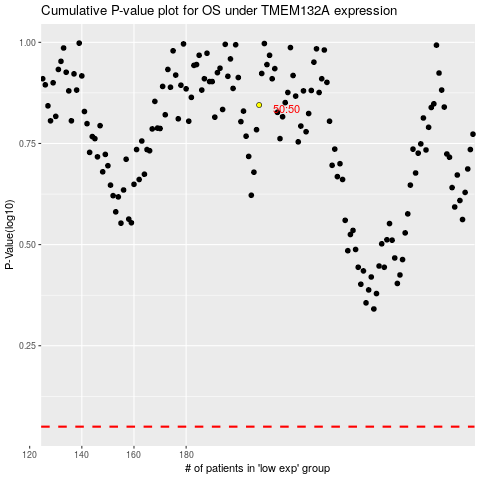 Cumulative P-value plot for OS under TMEM132A expression
1.00
50:50
0.75
0.50
0.25
P-Value(log10)
120 140 160 180
# of patients in 'low exp' group